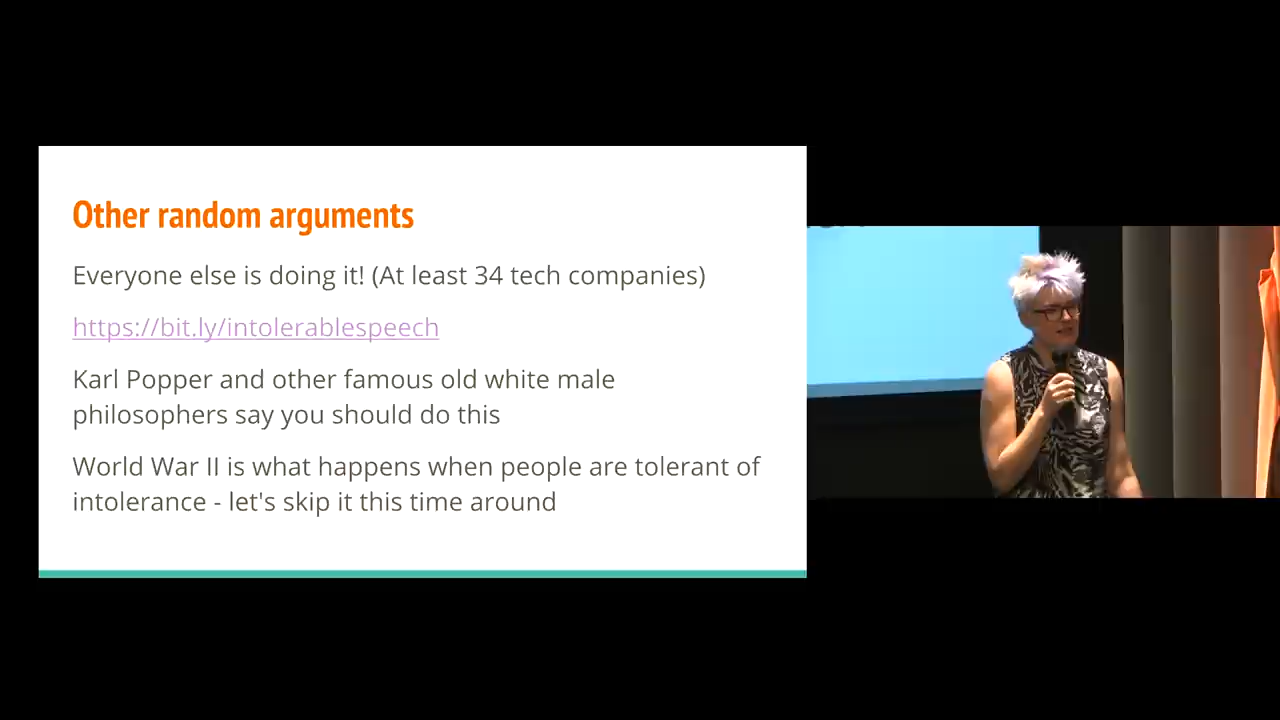 Other random arguments
Everyone else is doing it! (At least 34 tech companies)
https://bit.ly/intolerablespeech
Karl Popper and other famous old white male
philosophers say you should do this
World War II is what happens when people are tolerant of
intolerance - let's skip it this time around